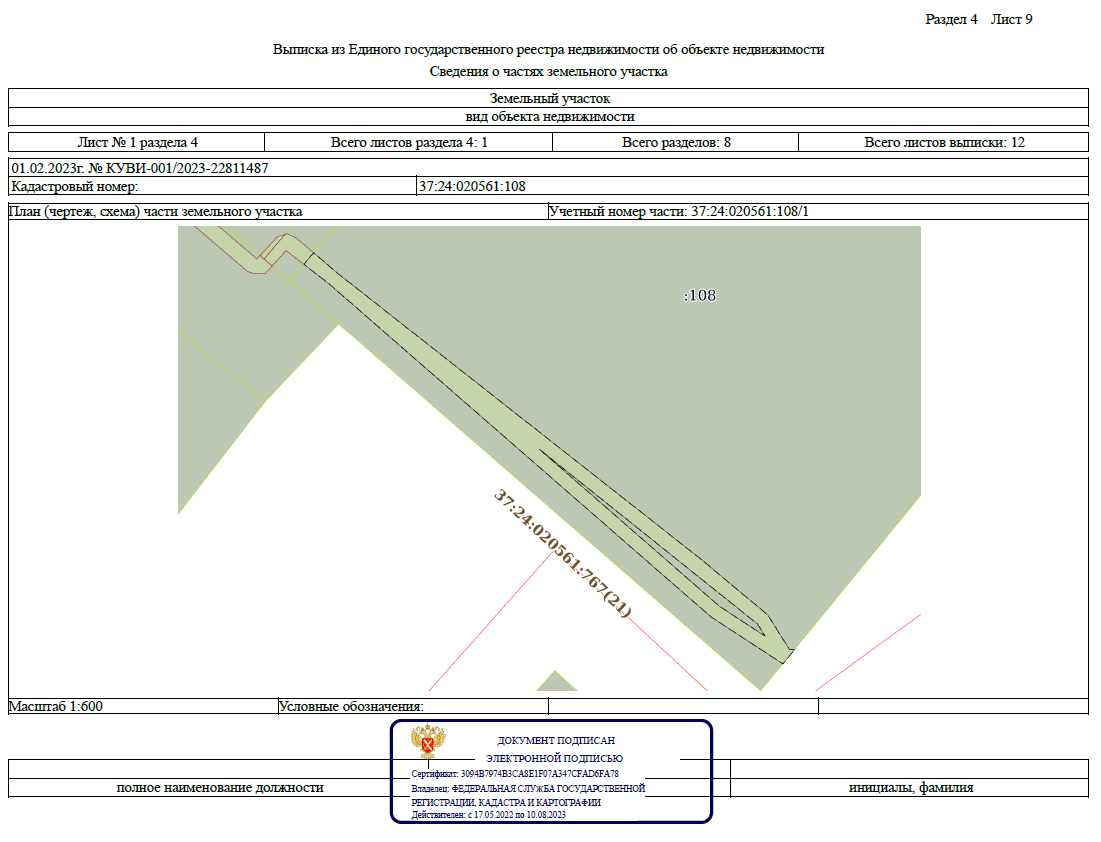 Раздел 4 Лист 9
Выписка из Единого государственного реестра недвижимости об объекте недвижимости
Сведения о частях земельного участка
Земельный участок
вид объекта недвижимости
Лист № 1 раздела 4 Всего листов раздела 4: 1 Всего разделов: 8 Всего листов выписки: 12
01.02.2023г. № КУВИ-001/2023-22811487
Кадастровый номер: 37:24:020561:108
План (чертеж, схема) части земельного участка Учетный номер части: 37:24:020561:108/1
:108
37:24:020561:767(21)
Масштаб 1:600 Условные обозначения:
ДОКУМЕНТ ПОДПИСАН
ЭЛЕКТРОННОЙ ПОДПИСЬЮ
Сертификат: 3094B7974B3CA8E1F07A347CFAD6FA78
Владелец: ФЕДЕРАЛЬНАЯ СЛУЖБА ГОСУДАРСТВЕННОЙ
РЕГИСТРАЦИИ, КАДАСТРА И КАРТОГРАФИИ
Действителен: с 17.05.2022 по 10.08.2023
полное наименование должности инициалы, фамилия